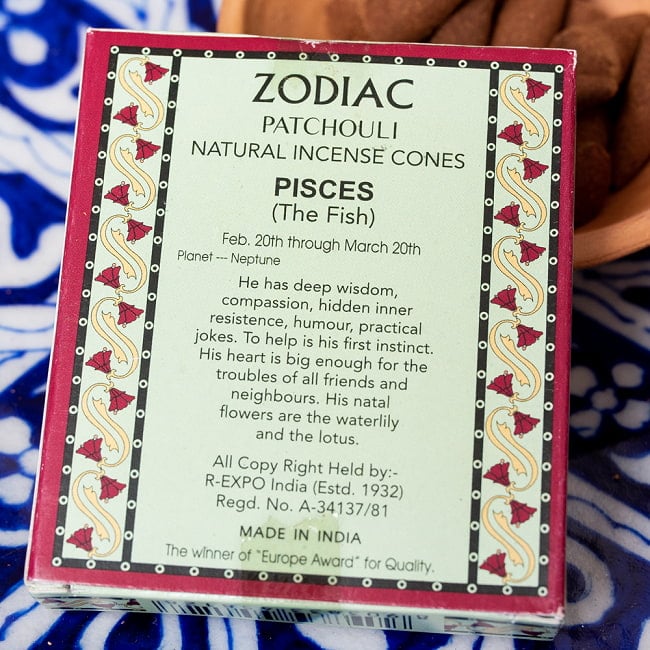 ZODIAC
PATCHOULI
NATURAL INCENSE CONES
PISCES
(The Fish)
Feb. 20th through March 20th
Planet --- Neptune
He has deep wisdom,
compassion, hidden inner
resistence, humour, practical
jokes. To help is his first instinct.
His heart is big enough for the
troubles of all friends and
neighbours. His natal
flowers are the waterlily
and the lotus.
All Copy Right Held by:-
R-EXPO India (Estd. 1932)
Regd. No. A-34137/81
MADE IN INDIA
The winner of "Europe Award" for Quality.